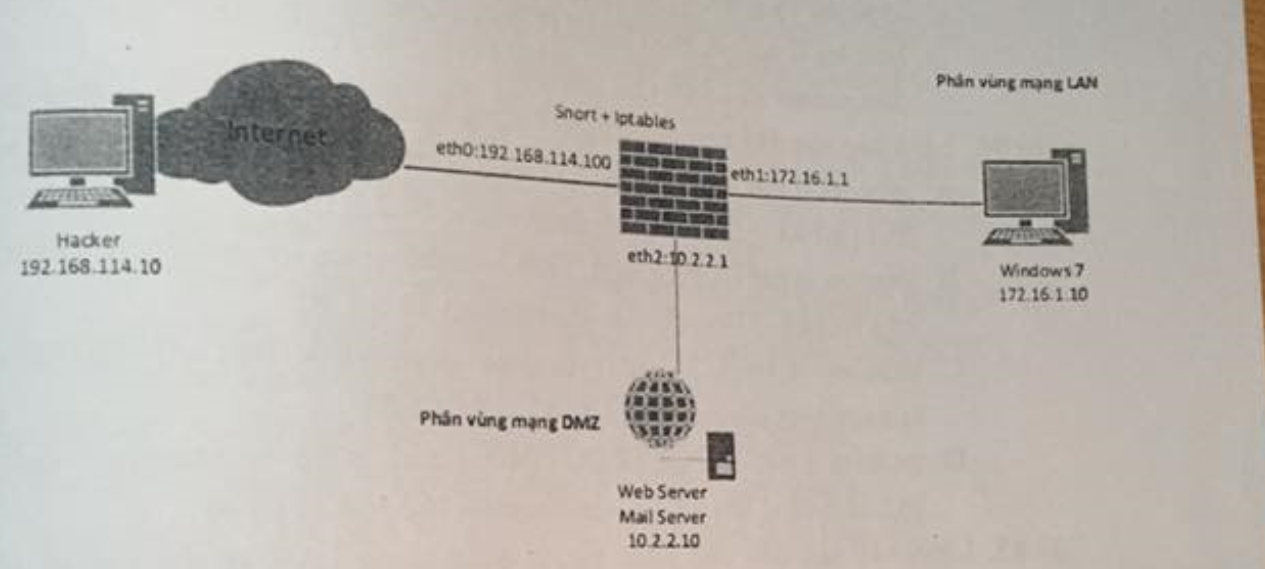 Phân vùng mạng LAN
Snort + Iptables
Internet
eth0:192.168.114.100
eth1:172.16.1.1
Hacker
192.168.114.10
eth2:10.2.2.1
Windows 7
172.16.1.10
Phân vùng mạng DMZ
Web Server
Mail Server
10.2.2.10